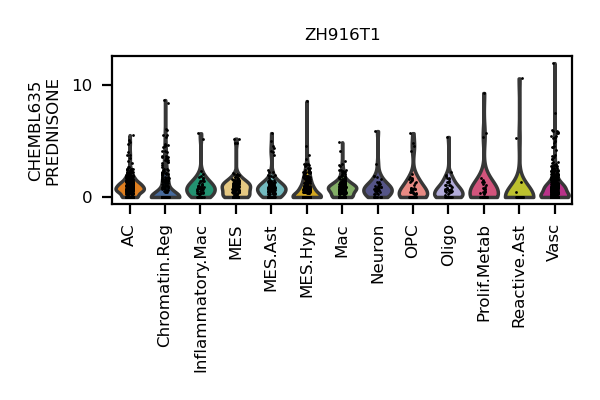 ZH916T1
CHEMBL635
PREDNISONE
10
0
AC
Chromatin.Reg
Inflammatory.Mac
MES
MES.Ast
MES.Hyp
Mac
Neuron
OPC
Oligo
Prolif.Metab
Reactive.Ast
Vasc